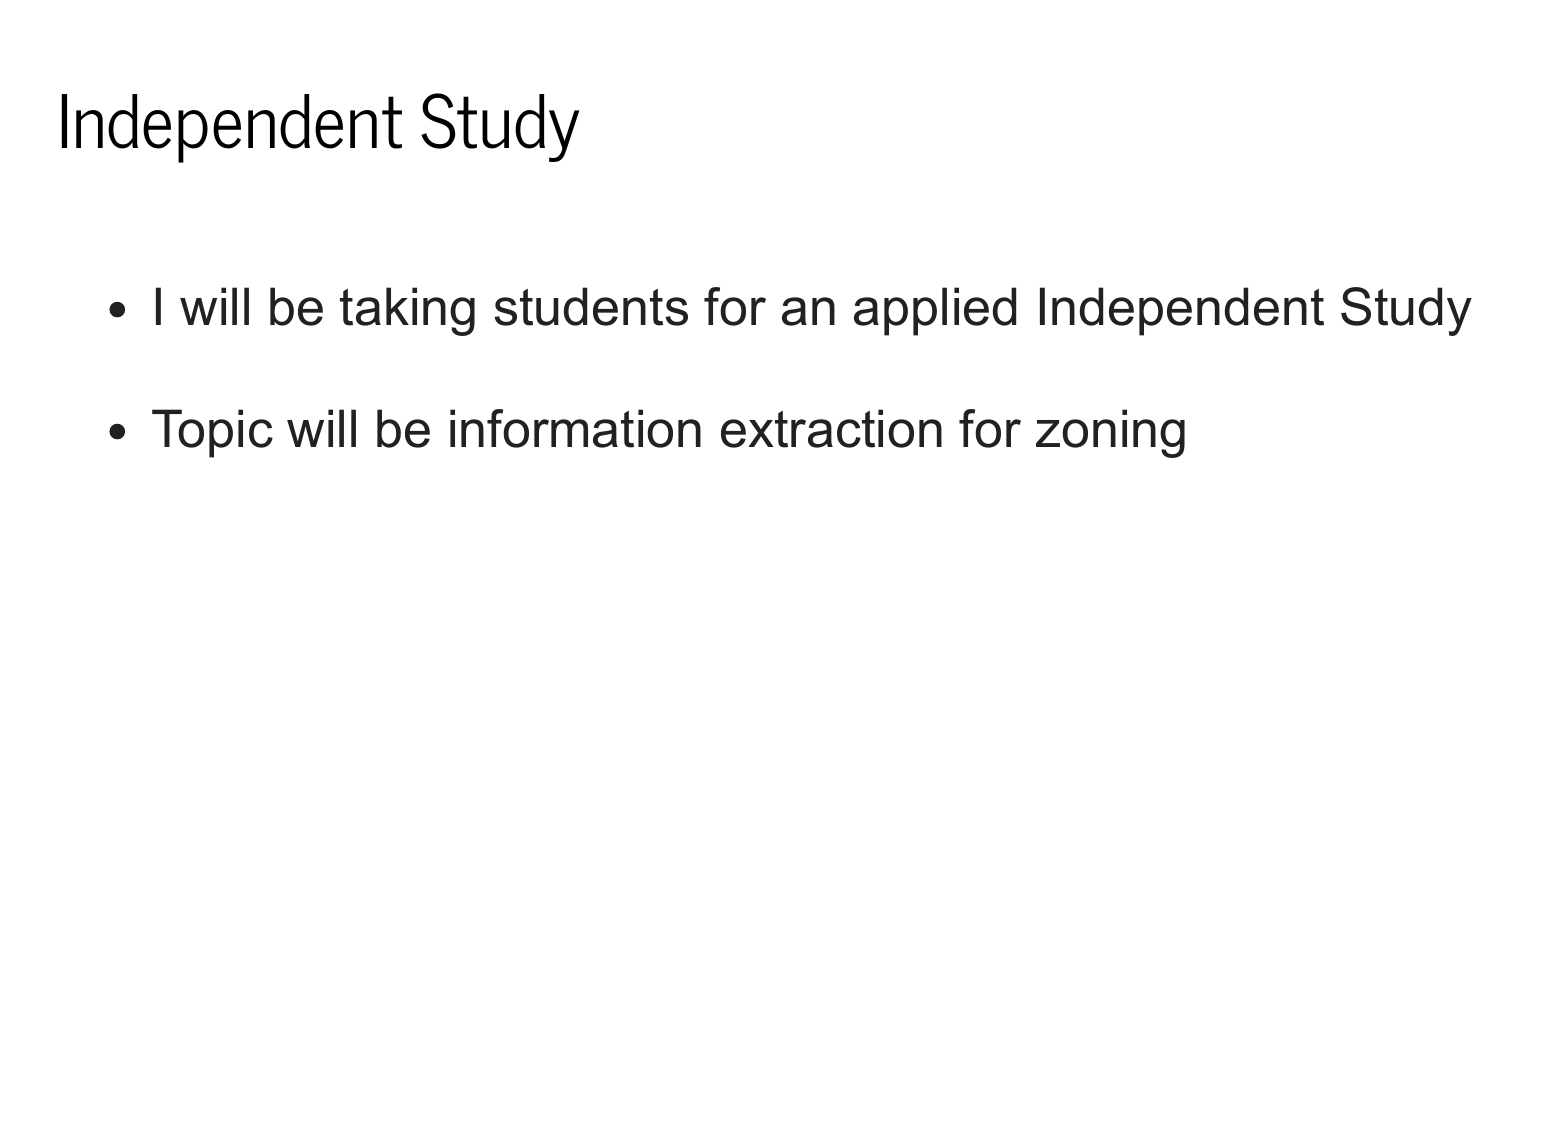 Independent Study
• I will be taking students for an applied Independent Study
• Topic will be information extraction for zoning